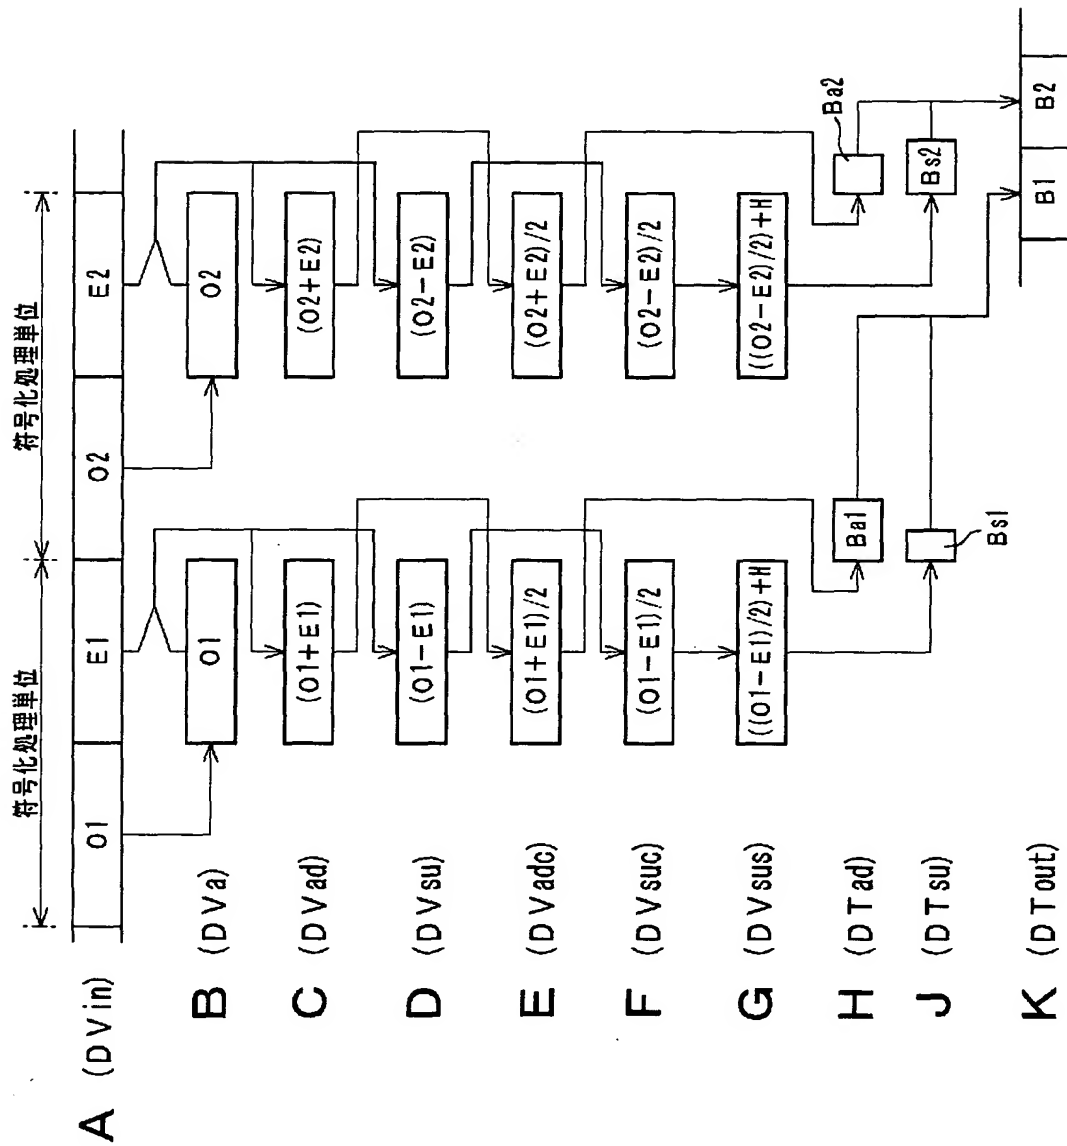 符号化処理単位
符号化処理単位
A (DVin) O1 E1 O2 E2
B (DVa) O1 O2
C (DVad) (O1+E1) (O2+E2)
D (DVsu) (O1-E1) (O2-E2)
E (DVadc) (O1+E1)/2 (O2+E2)/2
F (DVsuc) (O1-E1)/2 (O2-E2)/2
G (DVsus) ((O1-E1)/2)+H ((O2-E2)/2)+H
H (DTad) Ba1 Ba2
J (DTsu) Bs1 Bs2
K (DTout) B1 B2